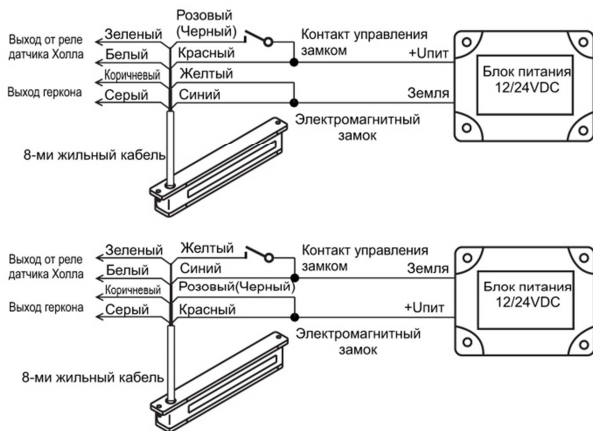 Розовый
(Черный)
Зеленый
Контакт управления
замком
Выход от реле
датчика Холла
Белый
Красный
+Uпит
Коричневый
Желтый
Блок питания
12/24VDC
Выход геркона
Серый
Синий
Земля
Электромагнитный
замок
8-ми жильный кабель
Зеленый
Желтый
Контакт управления
замком
Выход от реле
датчика Холла
Белый
Синий
Земля
Коричневый
Розовый(Черный)
Блок питания
12/24VDC
Выход геркона
Серый
Красный
+Uпит
Электромагнитный
замок
8-ми жильный кабель